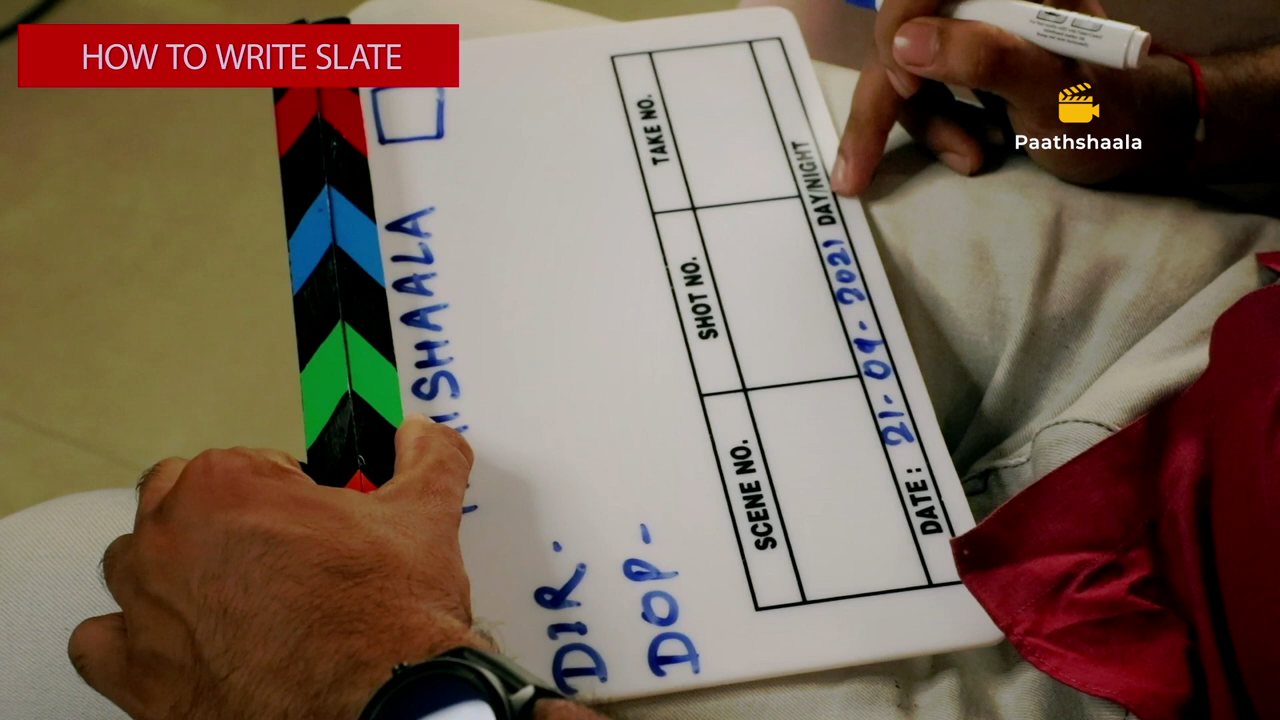 HOW TO WRITE SLATE
Paathshaala
SHAALA
DIR.
DOP-
SCENE NO. SHOT NO. TAKE NO.
DATE: 21-09-2021 DAY/NIGHT